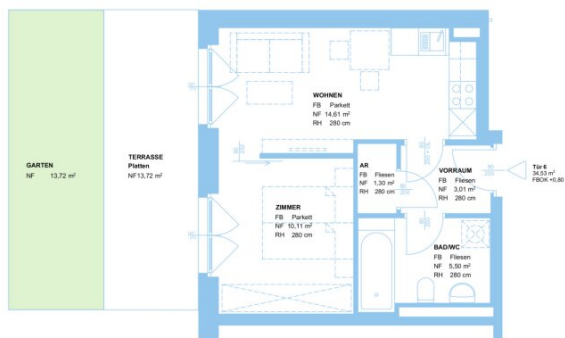 WOHNEN
FB Parkett
NF 14,61 m²
RH 280 cm
GARTEN
NF 13,72 m²
TERRASSE
Platten
NF 13,72 m²
AR
FB Fliesen
NF 1,30 m²
RH 280 cm
VORRAUM
FB Fliesen
NF 3,01 m²
RH 280 cm
Tür 6
34,53 m²
FBOK +0,80
ZIMMER
FB Parkett
NF 10,11 m²
RH 280 cm
BAD/WC
FB Fliesen
NF 5,50 m²
RH 280 cm